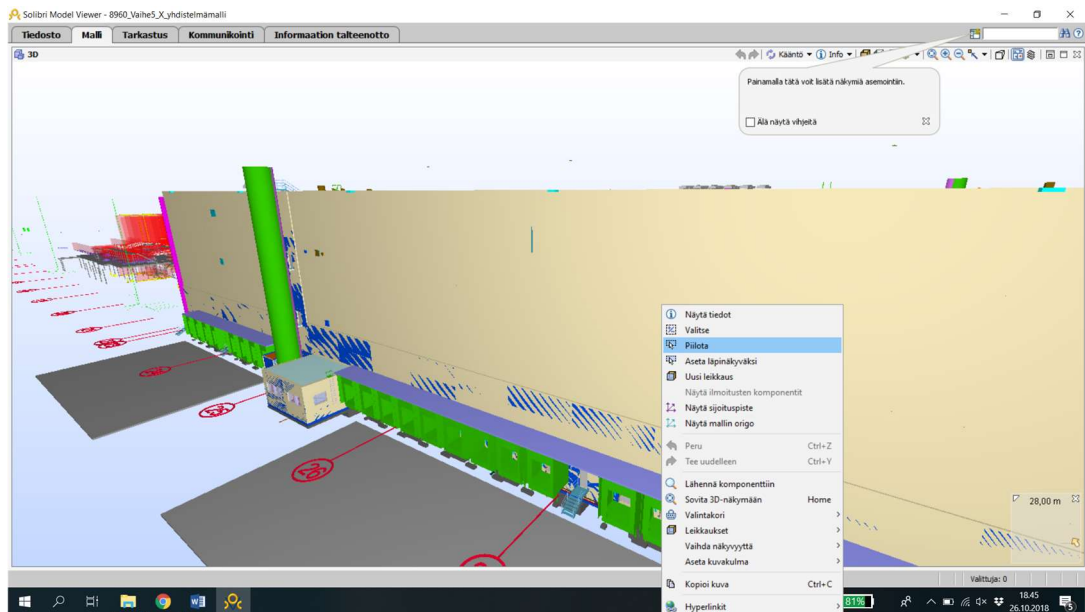 Solibri Model Viewer - 8960_Vaihe5_X_yhdistelmämalli
Tiedosto Malli Tarkastus Kommunikointi Informaation talteenotto
3D
Kääntö Info
Painamalla tätä voit lisätä näkymiä asemointiin.
Älä näytä vihjeitä
Näytä tiedot
Valitse
Piilota
Aseta läpinäkyväksi
Uusi leikkaus
Näytä ilmoitusten komponentit
Näytä sijoituspiste
Näytä mallin origo
Peru Ctrl+Z
Tee uudelleen Ctrl+Y
Lähennä komponenttiin
Sovita 3D-näkymään Home
Valintakori
Leikkaukset
Vaihda näkyvyyttä
Aseta kuvakulma
Kopioi kuva Ctrl+C
Hyperlinkit
28,00 m
Valittuja: 0
81%
18.45
26.10.2018